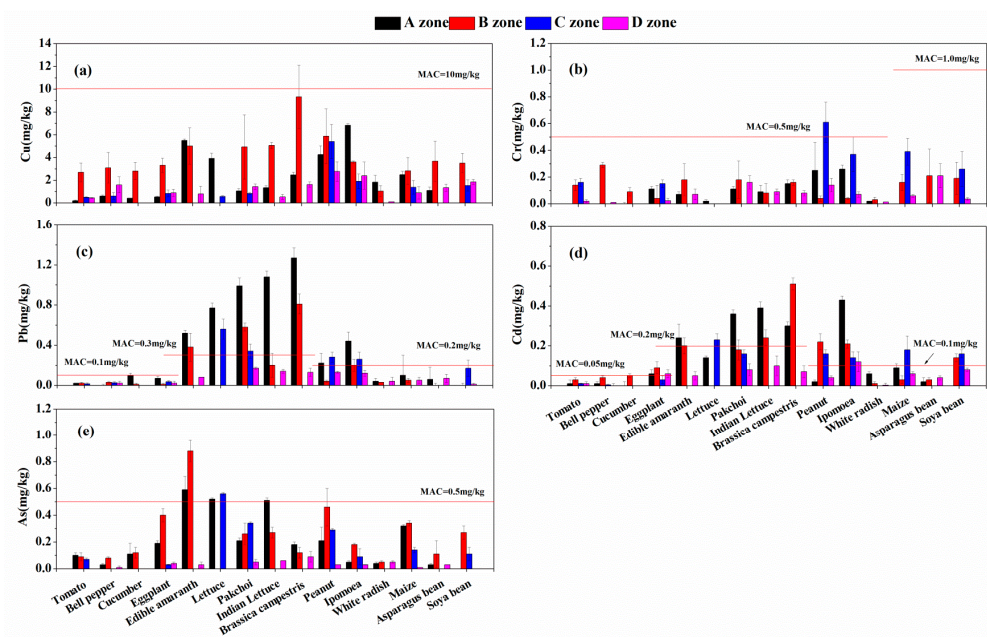 A zone B zone C zone D zone
(a)
MAC=10mg/kg
Cu(mg/kg)
14
12
10
8
6
4
2
0
(b)
MAC=1.0mg/kg
MAC=0.5mg/kg
Cr(mg/kg)
1.2
1.0
0.8
0.6
0.4
0.2
0.0
(c)
MAC=0.3mg/kg
MAC=0.1mg/kg
MAC=0.2mg/kg
Pb(mg/kg)
1.6
1.2
0.8
0.4
0.0
(d)
MAC=0.2mg/kg
MAC=0.1mg/kg
MAC=0.05mg/kg
Cd(mg/kg)
0.8
0.6
0.4
0.2
0.0
Tomato
Bell pepper
Cucumber
Eggplant
Edible amaranth
Lettuce
Pakchoi
Indian Lettuce
Brassica campestris
Peanut
Ipomoea
White radish
Maize
Asparagus bean
Soya bean
(e)
MAC=0.5mg/kg
As(mg/kg)
1.2
1.0
0.8
0.6
0.4
0.2
0.0
Tomato
Bell pepper
Cucumber
Eggplant
Edible amaranth
Lettuce
Pakchoi
Indian Lettuce
Brassica campestris
Peanut
Ipomoea
White radish
Maize
Asparagus bean
Soya bean